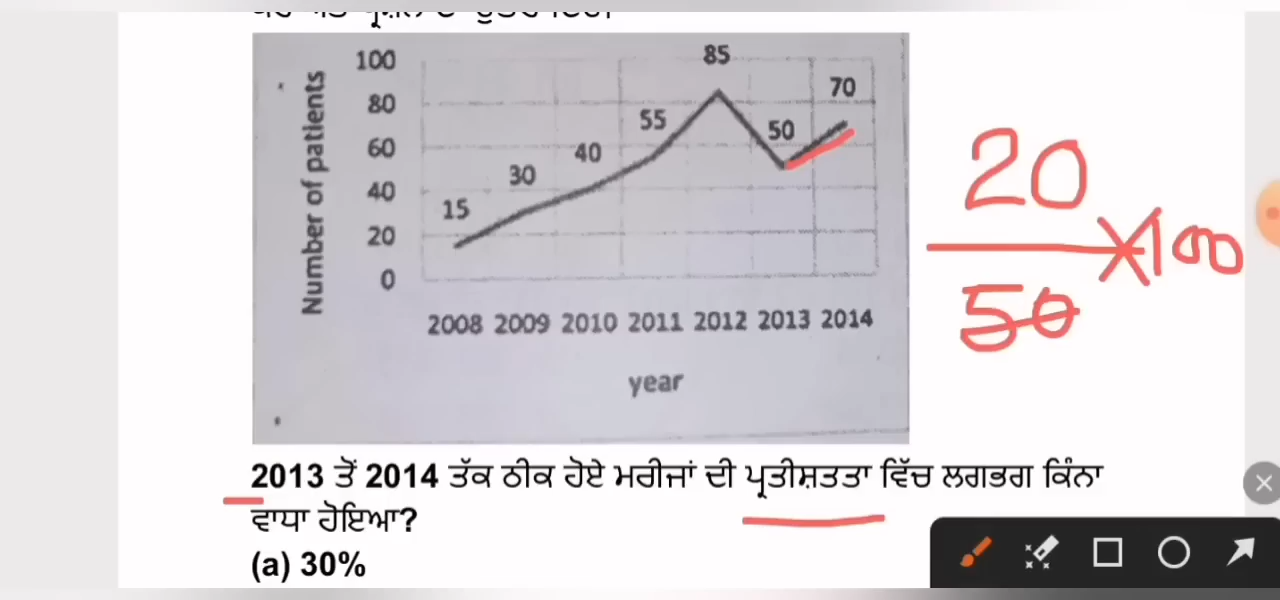 100
80
60
40
20
0
Number of patients
15
30
40
55
85
50
70
2008 2009 2010 2011 2012 2013 2014
year
20
50
×100
2013 ਤੋਂ 2014 ਤੱਕ ਠੀਕ ਹੋਏ ਮਰੀਜਾਂ ਦੀ ਪ੍ਰਤੀਸ਼ਤਤਾ ਵਿੱਚ ਲਗਭਗ ਕਿੰਨਾ
ਵਾਧਾ ਹੋਇਆ?
(a) 30%